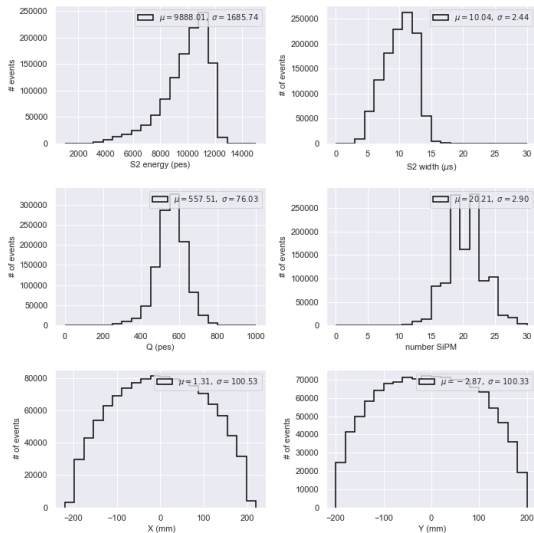 μ = 9888.01, σ = 1685.74
250000
200000
150000
100000
50000
0
# of events
2000 4000 6000 8000 10000 12000 14000
S2 energy (pes)
μ = 10.04, σ = 2.44
250000
200000
150000
100000
50000
0
# of events
0 5 10 15 20 25 30
S2 width (μs)
μ = 557.51, σ = 76.03
300000
250000
200000
150000
100000
50000
0
# of events
0 200 400 600 800 1000
Q (pes)
μ = 20.21, σ = 2.90
250000
200000
150000
100000
50000
0
# of events
0 5 10 15 20 25 30
number SiPM
μ = 1.31, σ = 100.53
80000
60000
40000
20000
0
# of events
−200 −100 0 100 200
X (mm)
μ = −2.87, σ = 100.33
70000
60000
50000
40000
30000
20000
10000
0
# of events
−200 −100 0 100 200
Y (mm)